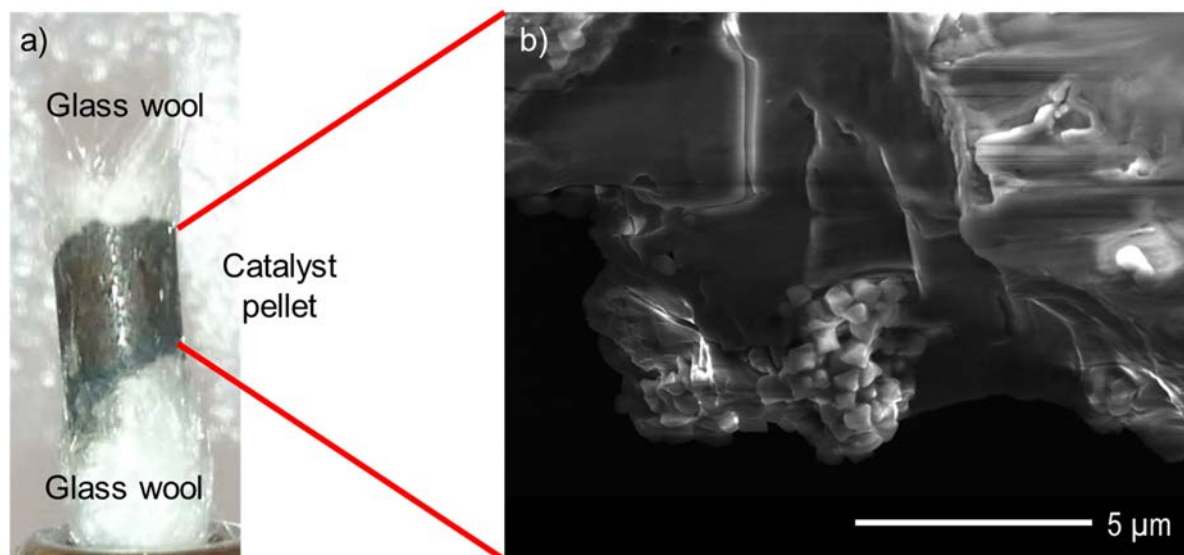 a)
Glass wool
Catalyst
pellet
Glass wool
b)
5 μm